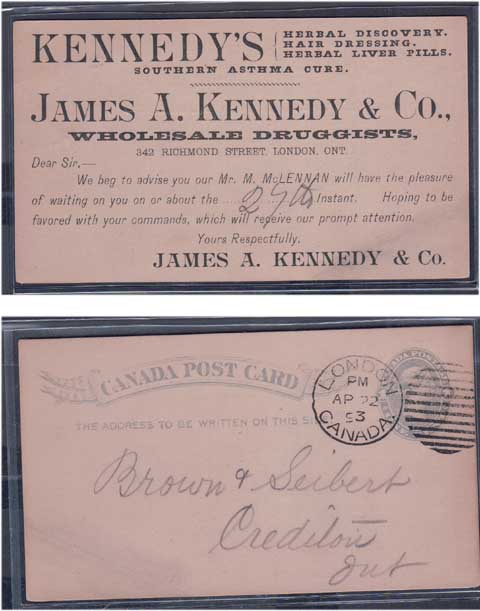 KENNEDY'S
HERBAL DISCOVERY.
HAIR DRESSING.
HERBAL LIVER PILLS.
SOUTHERN ASTHMA CURE.
JAMES A. KENNEDY & CO.,
WHOLESALE DRUGGISTS,
342 RICHMOND STREET, LONDON, ONT.
Dear Sir,—
We beg to advise you our Mr. M. McLENNAN will have the pleasure
of waiting on you on or about the ....27th....Instant. Hoping to be
favored with your commands, which will receive our prompt attention.
Yours Respectfully.
JAMES A. KENNEDY & Co.
CANADA POST CARD
THE ADDRESS TO BE WRITTEN ON THIS
LONDON
PM
AP 22
93
CANADA.
Brown & Seibert
Crediton
Ont